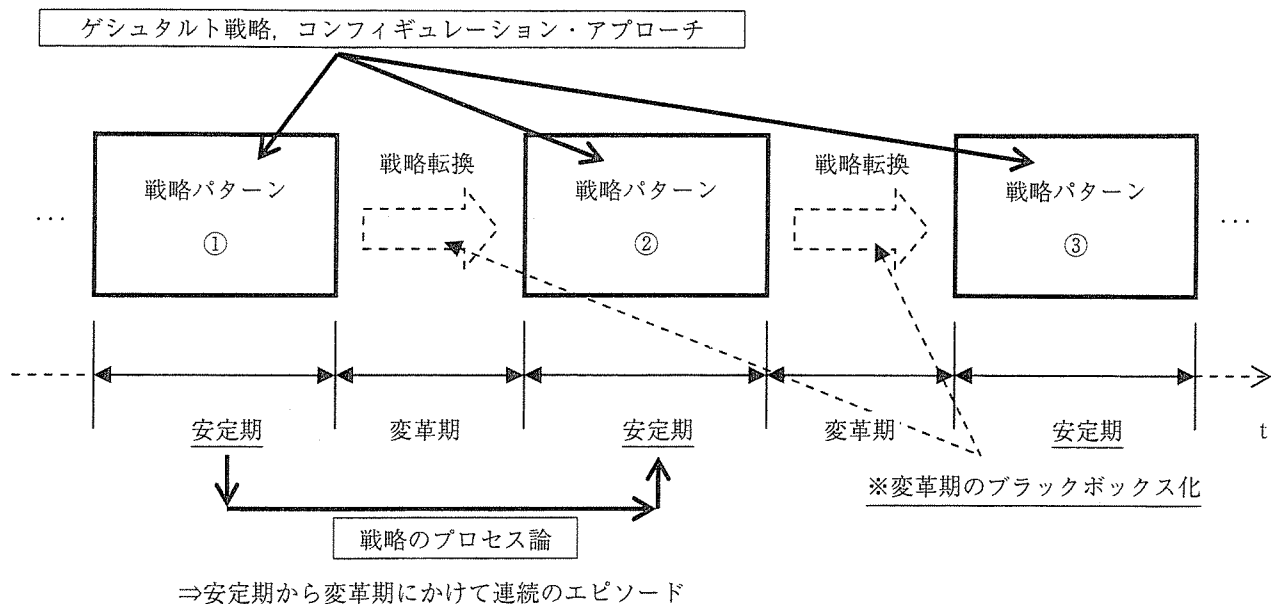 ゲシュタルト戦略，コンフィギュレーション・アプローチ
戦略パターン
①
戦略転換
戦略パターン
②
戦略転換
戦略パターン
③
…
…
安定期
変革期
安定期
変革期
安定期
t
※変革期のブラックボックス化
戦略のプロセス論
⇒安定期から変革期にかけて連続のエピソード